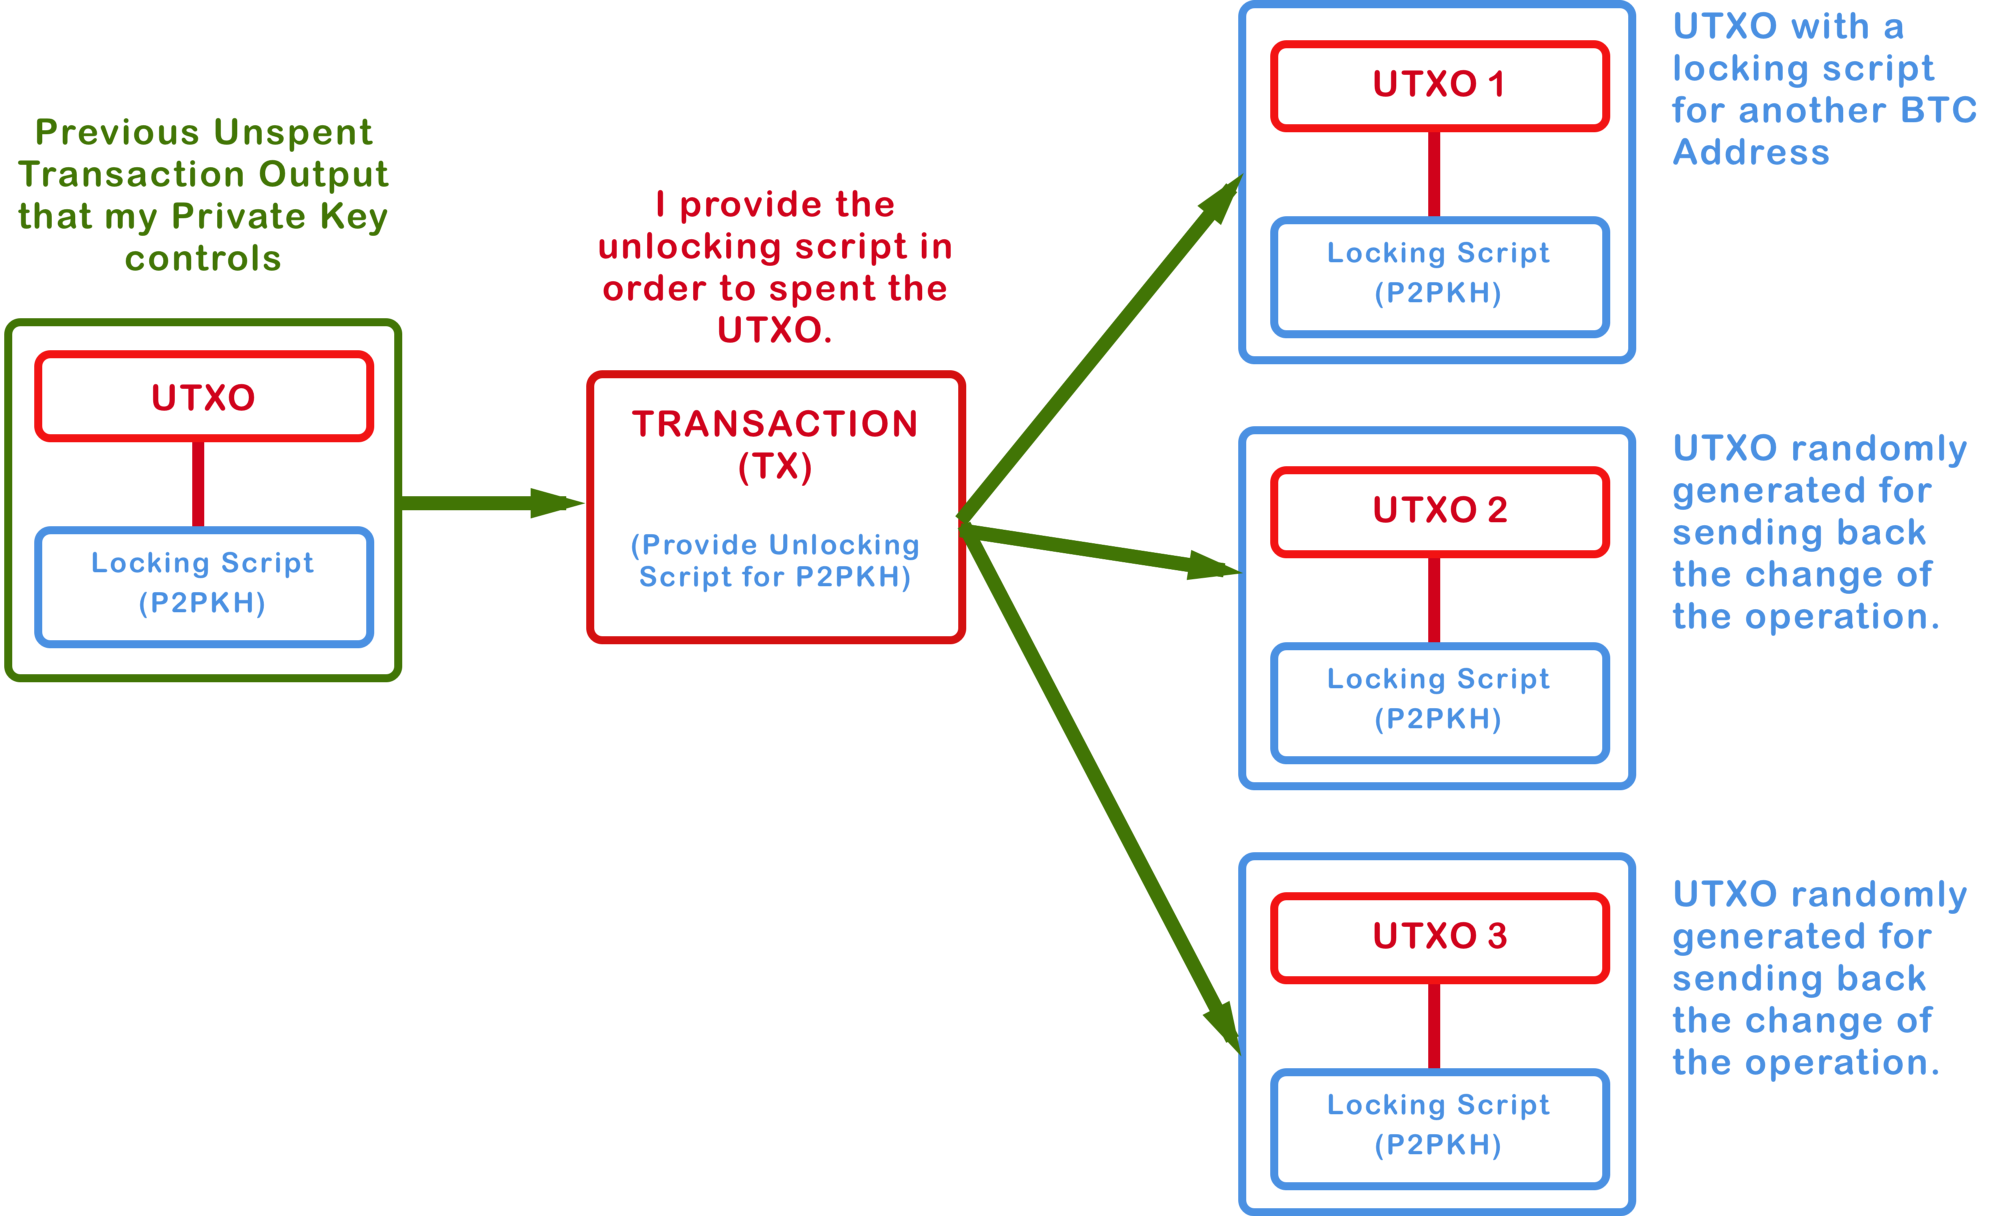 Previous Unspent
Transaction Output
that my Private Key
controls
UTXO
Locking Script
(P2PKH)
I provide the
unlocking script in
order to spent the
UTXO.
TRANSACTION
(TX)
(Provide Unlocking
Script for P2PKH)
UTXO 1
Locking Script
(P2PKH)
UTXO with a
locking script
for another BTC
Address
UTXO 2
Locking Script
(P2PKH)
UTXO randomly
generated for
sending back
the change of
the operation.
UTXO 3
Locking Script
(P2PKH)
UTXO randomly
generated for
sending back
the change of
the operation.